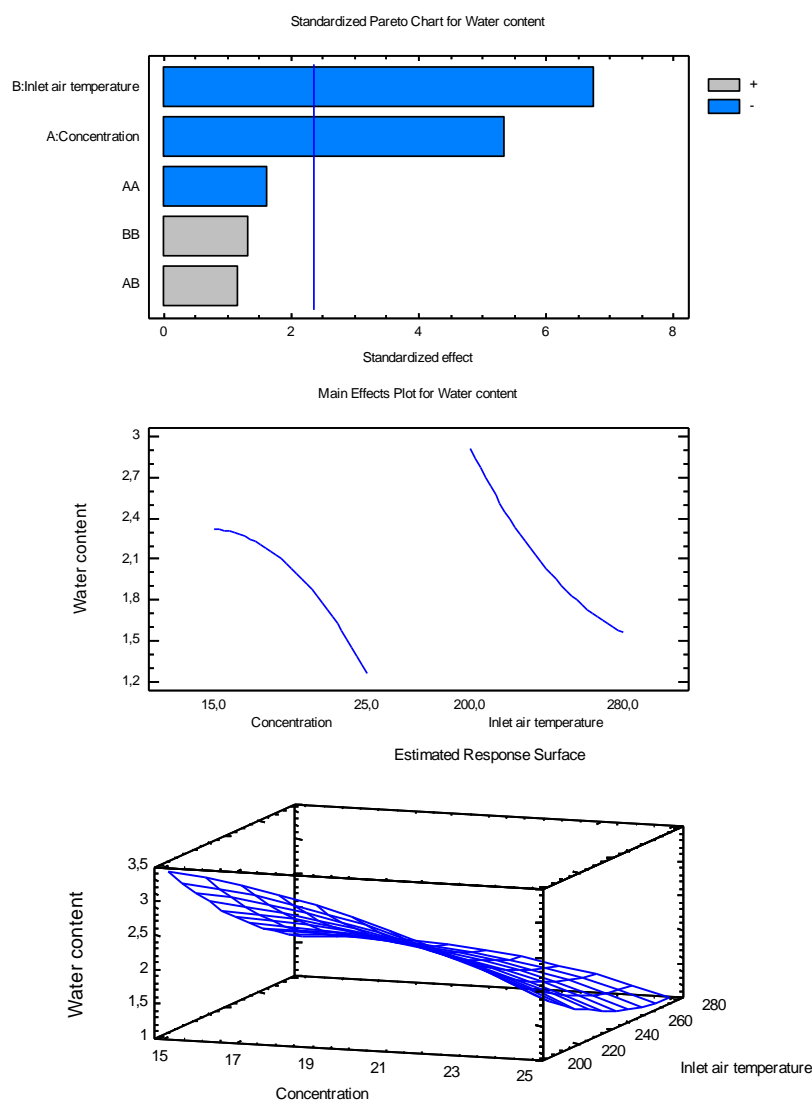 Standardized Pareto Chart for Water content
B:Inlet air temperature
A:Concentration
AA
BB
AB
+
-
0 2 4 6 8
Standardized effect
Main Effects Plot for Water content
Water content
3
2,7
2,4
2,1
1,8
1,5
1,2
15,0 25,0 200,0 280,0
Concentration Inlet air temperature
Estimated Response Surface
Water content
3,5
3
2,5
2
1,5
1
15 17 19 21 23 25
200 220 240 260 280
Concentration
Inlet air temperature